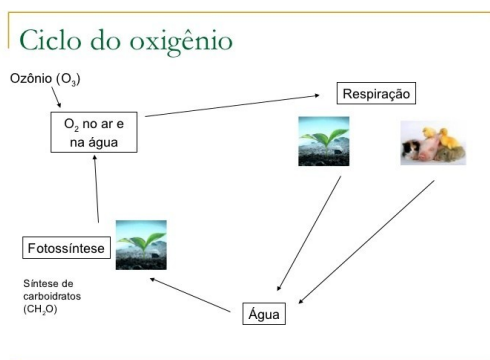 Ciclo do oxigênio
Ozônio (O₃)
O₂ no ar e
na água
Respiração
Fotossíntese
Síntese de
carboidratos
(CH₂O)
Água